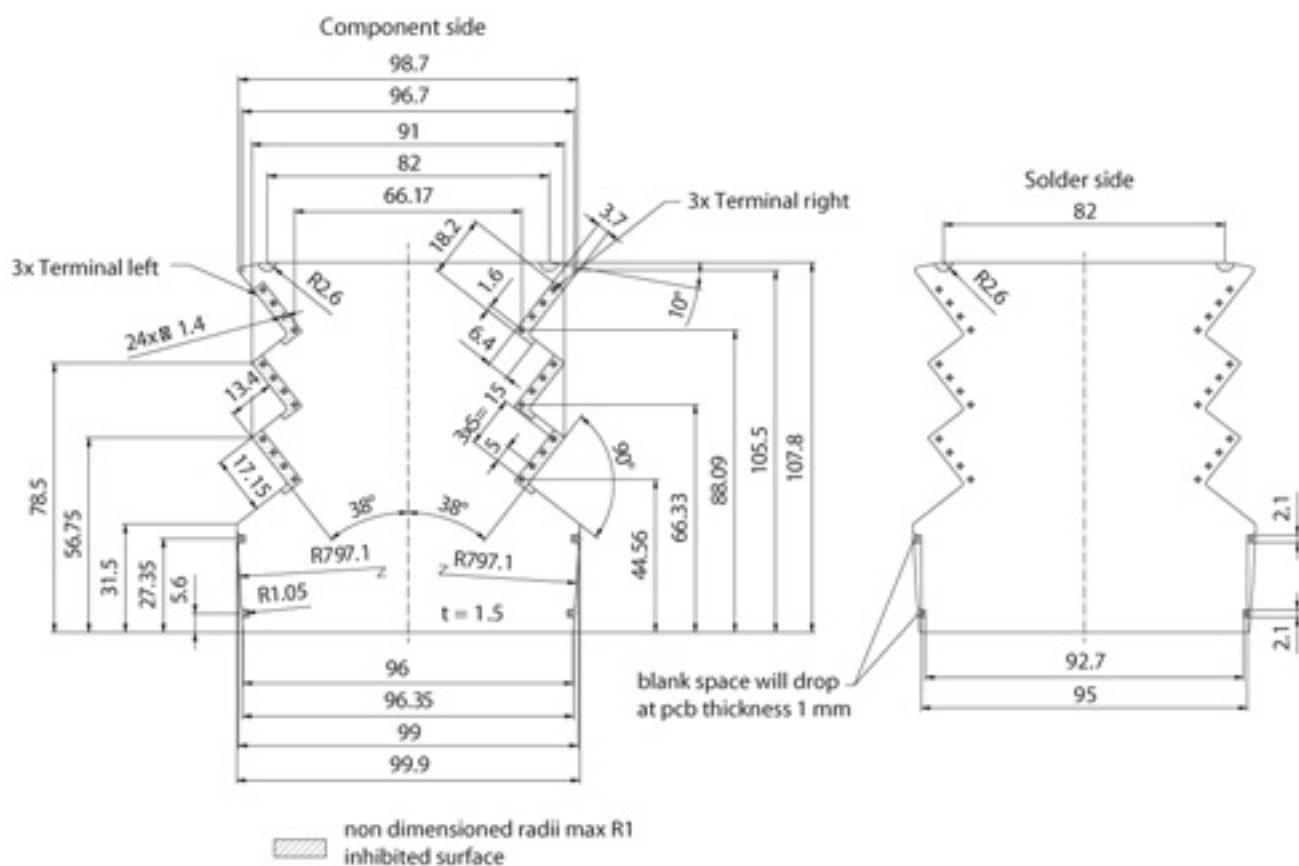 Component side
98.7
96.7
91
82
66.17
3.7
3x Terminal right
18.2
3x Terminal left
R2.6
1.6
10°
24x 1.4
6.4
13.4
3x5= 15
5
90°
17.15
38°
38°
78.5
56.75
31.5
27.35
5.6
R797.1
R797.1
R1.05
t = 1.5
44.56
66.33
88.09
105.5
107.8
96
96.35
99
99.9
Solder side
82
R2.6
2.1
2.1
blank space will drop
at pcb thickness 1 mm
92.7
95
non dimensioned radii max R1
inhibited surface